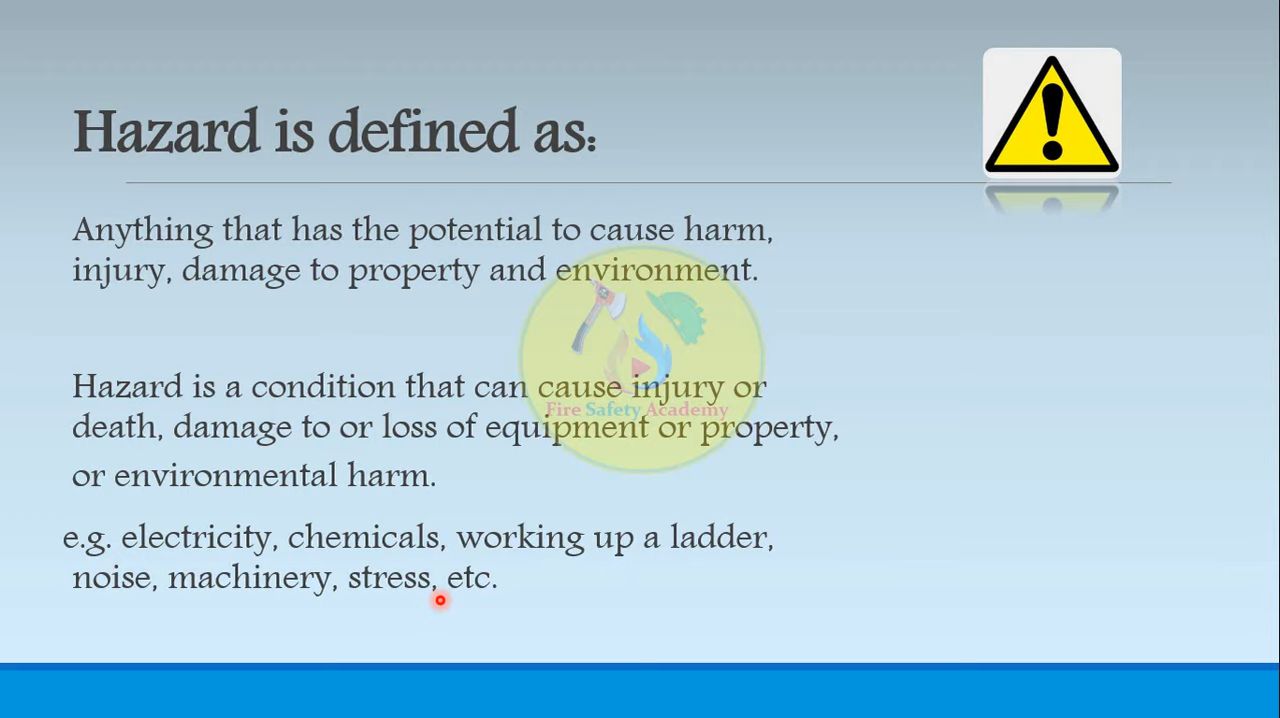 Hazard is defined as:
Anything that has the potential to cause harm,
injury, damage to property and environment.
Hazard is a condition that can cause injury or
Fire Safety Academy
death, damage to or loss of equipment or property,
or environmental harm.
e.g. electricity, chemicals, working up a ladder,
noise, machinery, stress, etc.